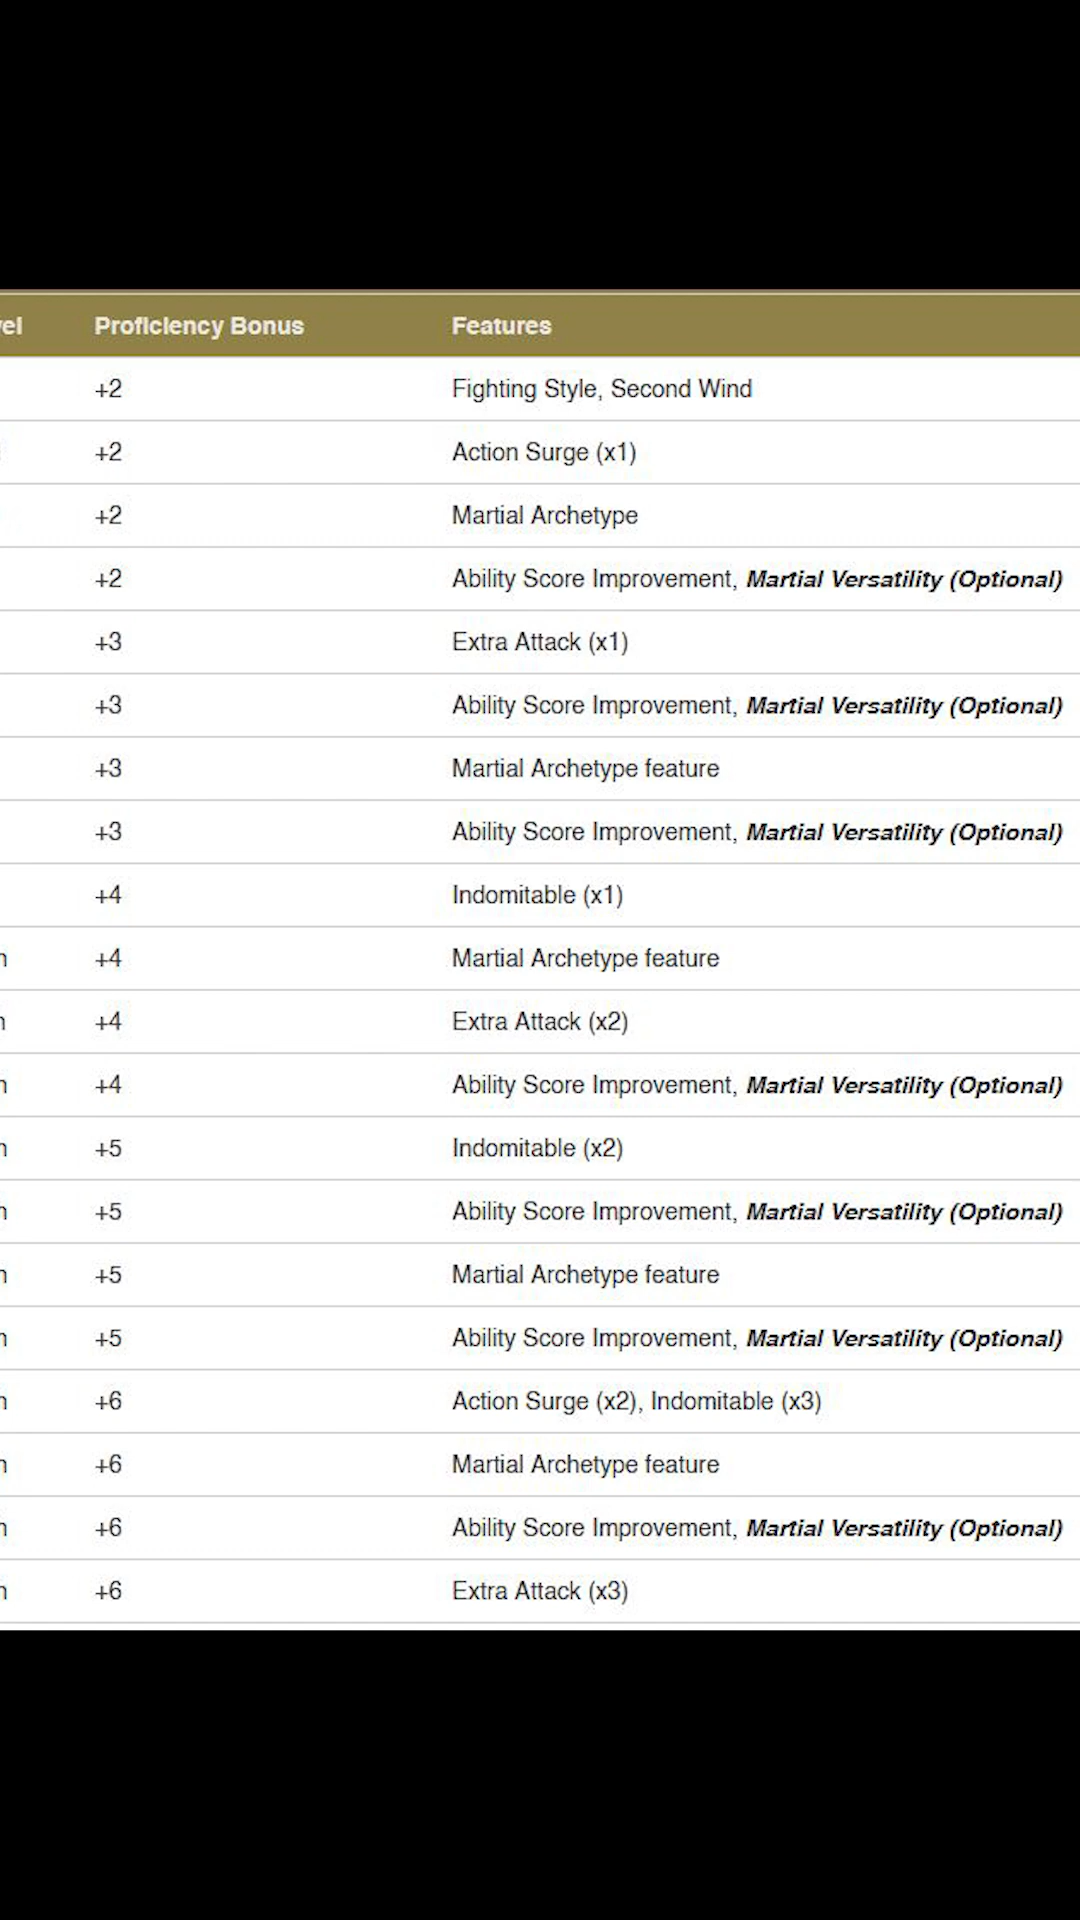 Proficiency Bonus Features
+2 Fighting Style, Second Wind
+2 Action Surge (x1)
+2 Martial Archetype
+2 Ability Score Improvement, Martial Versatility (Optional)
+3 Extra Attack (x1)
+3 Ability Score Improvement, Martial Versatility (Optional)
+3 Martial Archetype feature
+3 Ability Score Improvement, Martial Versatility (Optional)
+4 Indomitable (x1)
+4 Martial Archetype feature
+4 Extra Attack (x2)
+4 Ability Score Improvement, Martial Versatility (Optional)
+5 Indomitable (x2)
+5 Ability Score Improvement, Martial Versatility (Optional)
+5 Martial Archetype feature
+5 Ability Score Improvement, Martial Versatility (Optional)
+6 Action Surge (x2), Indomitable (x3)
+6 Martial Archetype feature
+6 Ability Score Improvement, Martial Versatility (Optional)
+6 Extra Attack (x3)